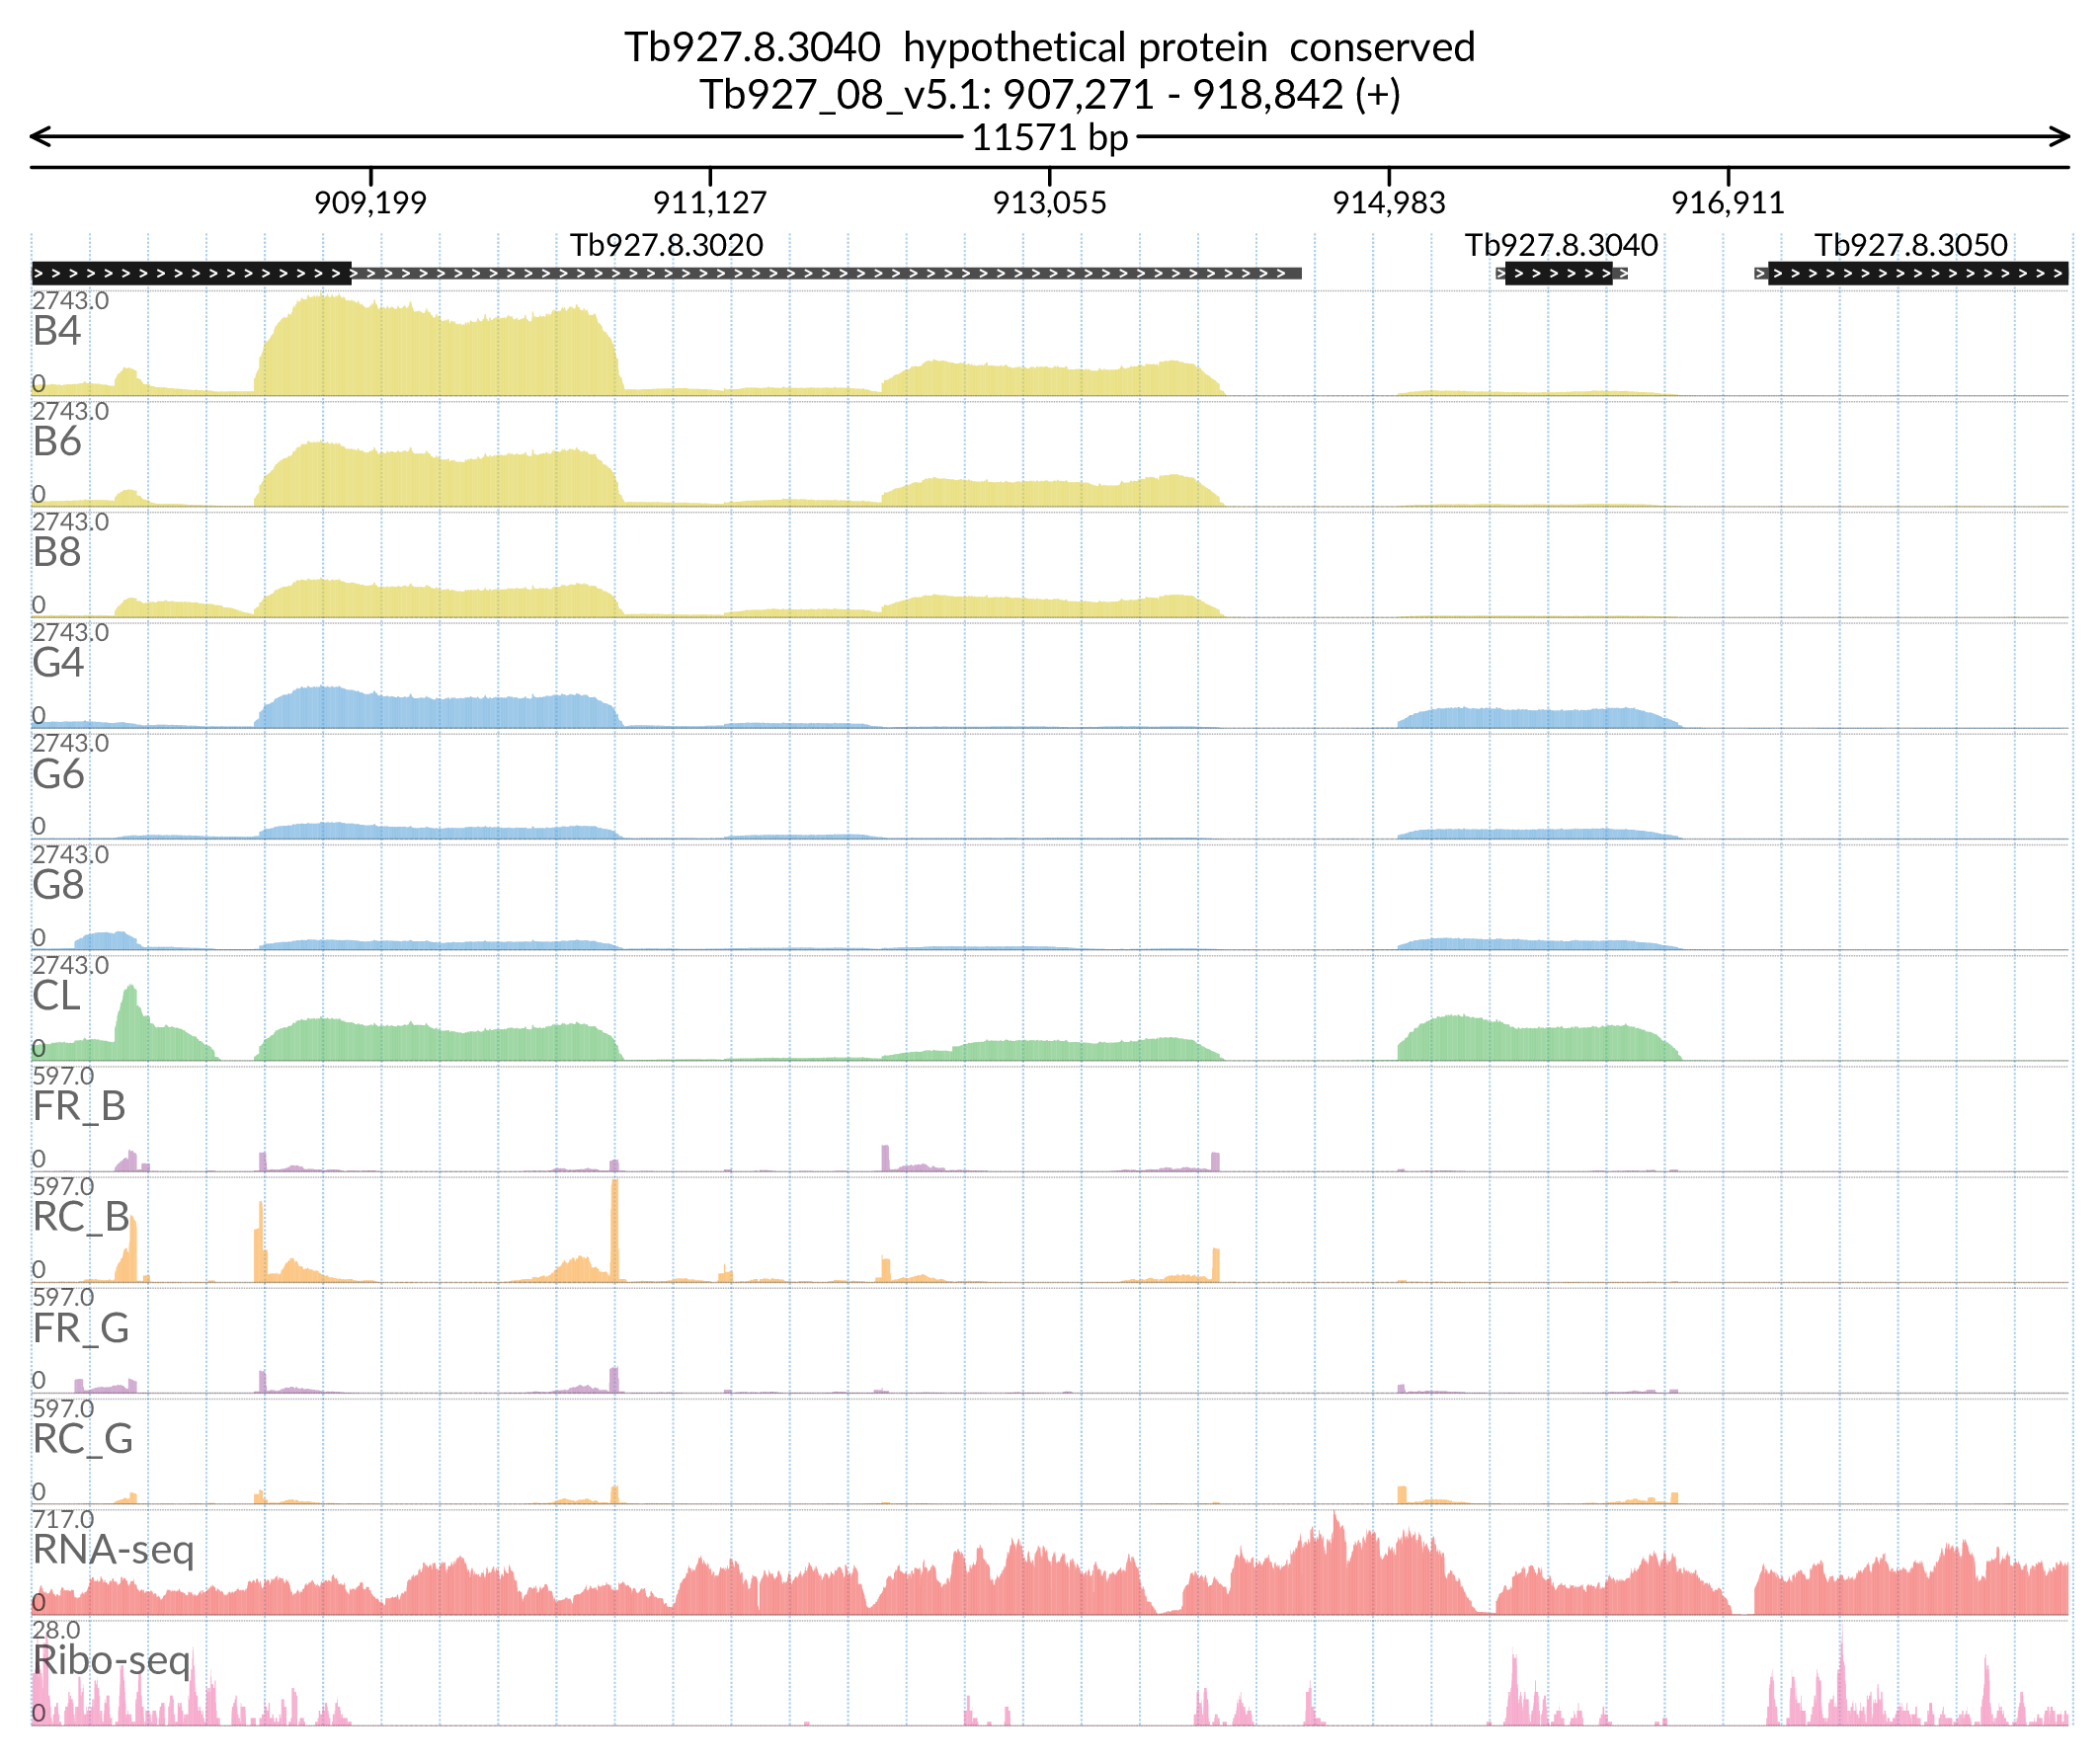 Tb927.8.3040 hypothetical protein conserved
Tb927_08_v5.1: 907,271 - 918,842 (+)
11571 bp
909,199 911,127 913,055 914,983 916,911
Tb927.8.3020 Tb927.8.3040 Tb927.8.3050
2743.0
B4
0
2743.0
B6
0
2743.0
B8
0
2743.0
G4
0
2743.0
G6
0
2743.0
G8
0
2743.0
CL
0
597.0
FR_B
0
597.0
RC_B
0
597.0
FR_G
0
597.0
RC_G
0
717.0
RNA-seq
0
28.0
Ribo-seq
0